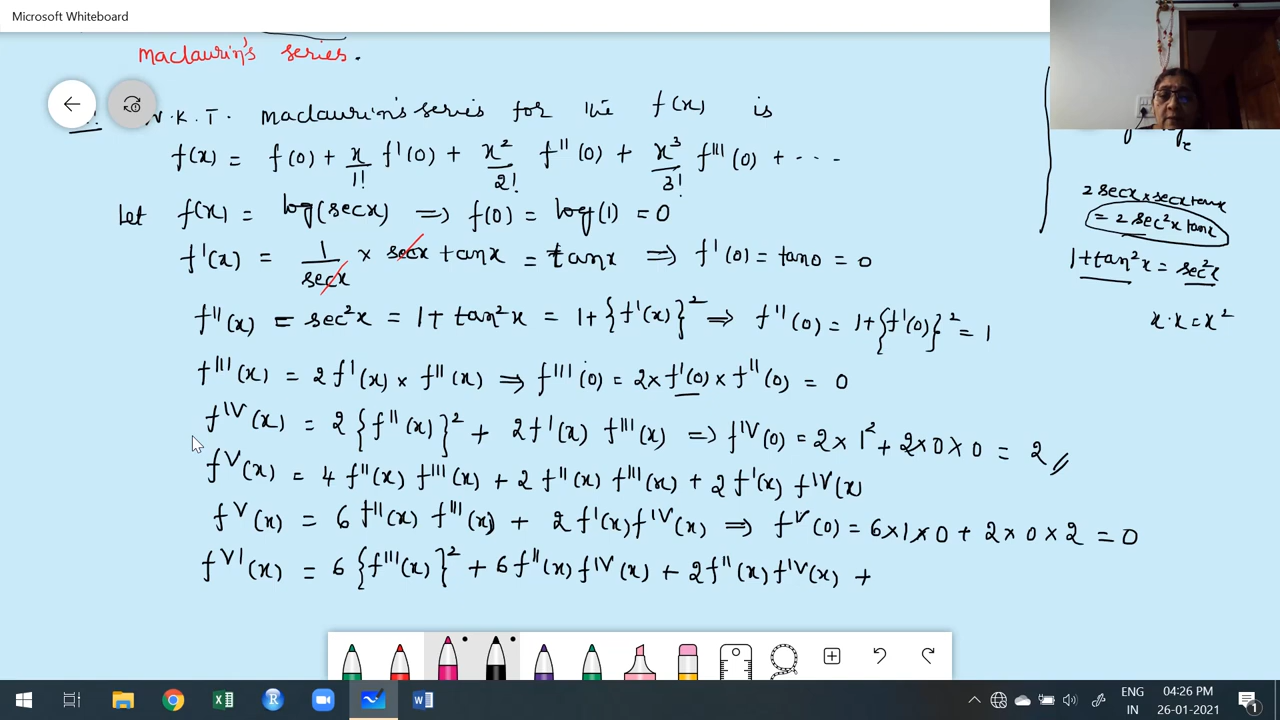 Microsoft Whiteboard
maclaurin's series.
.K.T. maclaurin's series for the f(x) is
f(x) = f(0) + x/1! f'(0) + x²/2! f''(0) + x³/3! f'''(0) + ----
Let f(x) = log(secx) ⟹ f(0) = log(1) = 0
f'(x) = 1/secx × secx tanx = tanx ⟹ f'(0) = tan0 = 0
f''(x) = sec²x = 1 + tan²x = 1 + {f'(x)}² ⟹ f''(0) = 1 + {f'(0)}² = 1
f'''(x) = 2 f'(x) × f''(x) ⟹ f'''(0) = 2 × f'(0) × f''(0) = 0
f^IV(x) = 2 {f''(x)}² + 2f'(x) f'''(x) ⟹ f^IV(0) = 2 × 1² + 2×0×0 = 2
f^V(x) = 4 f''(x) f'''(x) + 2 f''(x) f'''(x) + 2 f'(x) f^IV(x)
f^V(x) = 6 f''(x) f'''(x) + 2 f'(x) f^IV(x) ⟹ f^V(0) = 6×1×0 + 2×0×2 = 0
f^VI(x) = 6 {f'''(x)}² + 6 f''(x) f^IV(x) + 2 f''(x) f^IV(x) +
2 secx × secx tanx
= 2 sec²x tanx
1 + tan²x = sec²x
x·x = x²
ENG
IN
04:26 PM
26-01-2021
1